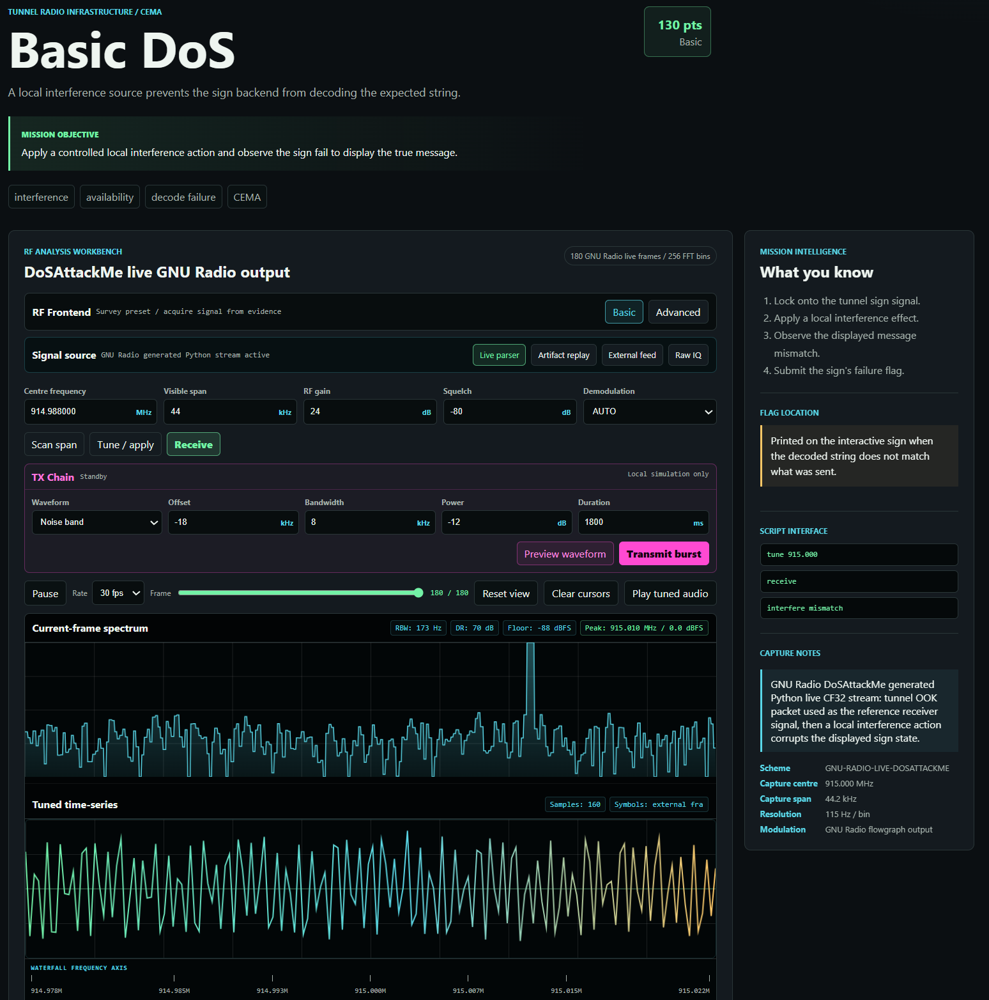 TUNNEL RADIO INFRASTRUCTURE / CEMA
Basic DoS
130 pts
Basic
A local interference source prevents the sign backend from decoding the expected string.
MISSION OBJECTIVE
Apply a controlled local interference action and observe the sign fail to display the true message.
interference availability decode failure CEMA
RF ANALYSIS WORKBENCH
DoSAttackMe live GNU Radio output
180 GNU Radio live frames / 256 FFT bins
RF Frontend Survey preset / acquire signal from evidence Basic Advanced
Signal source GNU Radio generated Python stream active Live parser Artifact replay External feed Raw IQ
Centre frequency Visible span RF gain Squelch Demodulation
914.988000 MHz 44 kHz 24 dB -80 dB AUTO
Scan span Tune / apply Receive
TX Chain Standby Local simulation only
Waveform Offset Bandwidth Power Duration
Noise band -18 kHz 8 kHz -12 dB 1800 ms
Preview waveform Transmit burst
Pause Rate 30 fps Frame 180 / 180 Reset view Clear cursors Play tuned audio
Current-frame spectrum RBW: 173 Hz DR: 70 dB Floor: -88 dBFS Peak: 915.010 MHz / 0.0 dBFS
Tuned time-series Samples: 160 Symbols: external fra
WATERFALL FREQUENCY AXIS
914.978M 914.985M 914.993M 915.000M 915.007M 915.015M 915.022M
MISSION INTELLIGENCE
What you know
1. Lock onto the tunnel sign signal.
2. Apply a local interference effect.
3. Observe the displayed message
mismatch.
4. Submit the sign's failure flag.
FLAG LOCATION
Printed on the interactive sign when
the decoded string does not match
what was sent.
SCRIPT INTERFACE
tune 915.000
receive
interfere mismatch
CAPTURE NOTES
GNU Radio DoSAttackMe generated
Python live CF32 stream: tunnel OOK
packet used as the reference receiver
signal, then a local interference action
corrupts the displayed sign state.
Scheme GNU-RADIO-LIVE-DOSATTACKME
Capture centre 915.000 MHz
Capture span 44.2 kHz
Resolution 115 Hz / bin
Modulation GNU Radio flowgraph output